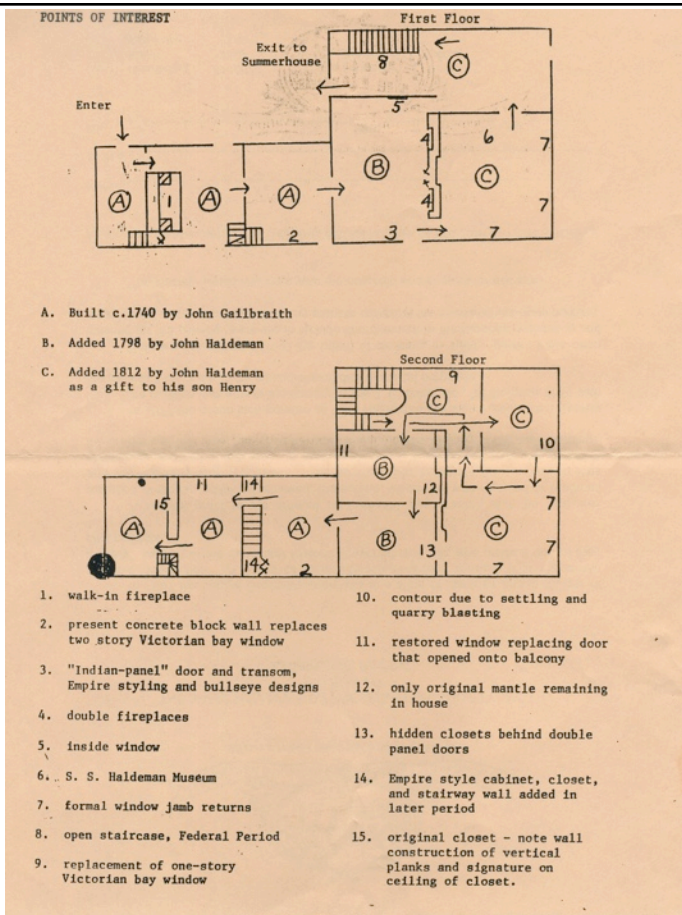 POINTS OF INTEREST
First Floor
Exit to
Summerhouse
8
C
5
Enter
4
6
7
B
C
A
1
A
A
4
7
2
3
7
A. Built c.1740 by John Gailbraith
B. Added 1798 by John Haldeman
C. Added 1812 by John Haldeman
as a gift to his son Henry
Second Floor
9
C
C
11
10
B
11
14
12
15
7
A
A
A
B
C
13
7
14
2
7
1. walk-in fireplace
2. present concrete block wall replaces
two story Victorian bay window
3. "Indian-panel" door and transom,
Empire styling and bullseye designs
4. double fireplaces
5. inside window
6. S. S. Haldeman Museum
7. formal window jamb returns
8. open staircase, Federal Period
9. replacement of one-story
Victorian bay window
10. contour due to settling and
quarry blasting
11. restored window replacing door
that opened onto balcony
12. only original mantle remaining
in house
13. hidden closets behind double
panel doors
14. Empire style cabinet, closet,
and stairway wall added in
later period
15. original closet - note wall
construction of vertical
planks and signature on
ceiling of closet.